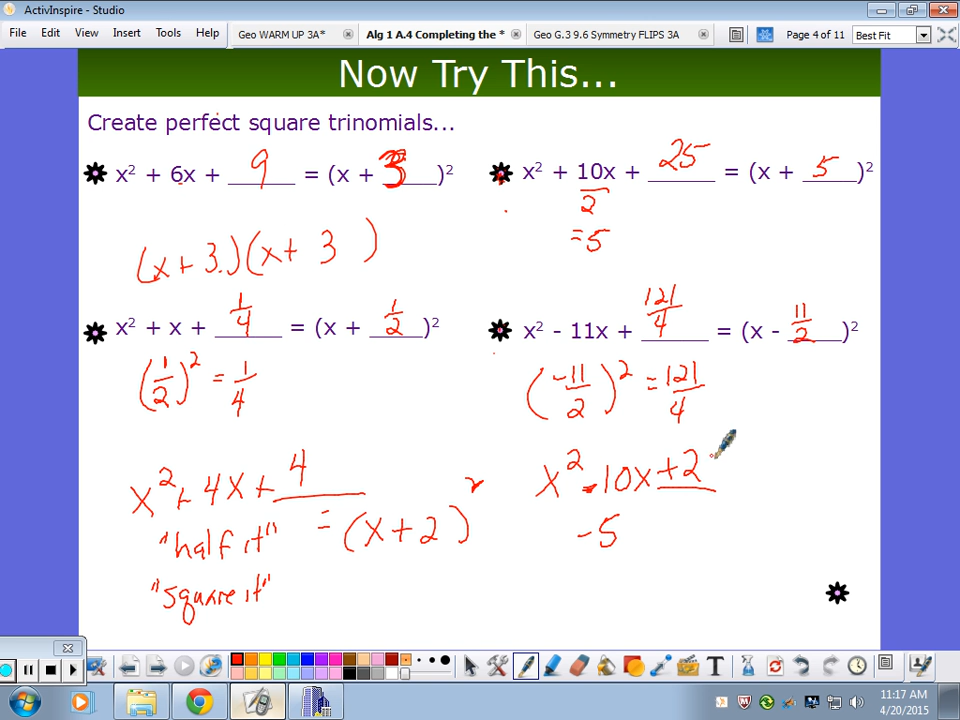 ActivInspire - Studio
File Edit View Insert Tools Help
Geo WARM UP 3A*
Alg 1 A.4 Completing the *
Geo G.3 9.6 Symmetry FLIPS 3A
Page 4 of 11
Best Fit
Now Try This...
Create perfect square trinomials...
x² + 6x + 9 = (x + 3)²
x² + 10x + 25 = (x + 5)²
2
= 5
(x + 3)(x + 3)
x² + x + 1/4 = (x + 1/2)²
x² - 11x + 121/4 = (x - 11/2)²
(1/2)² = 1/4
(-11/2)² = 121/4
x² + 4x + 4
= (x + 2)²
"half it"
"square it"
x² - 10x + 2
-5
11:17 AM
4/20/2015